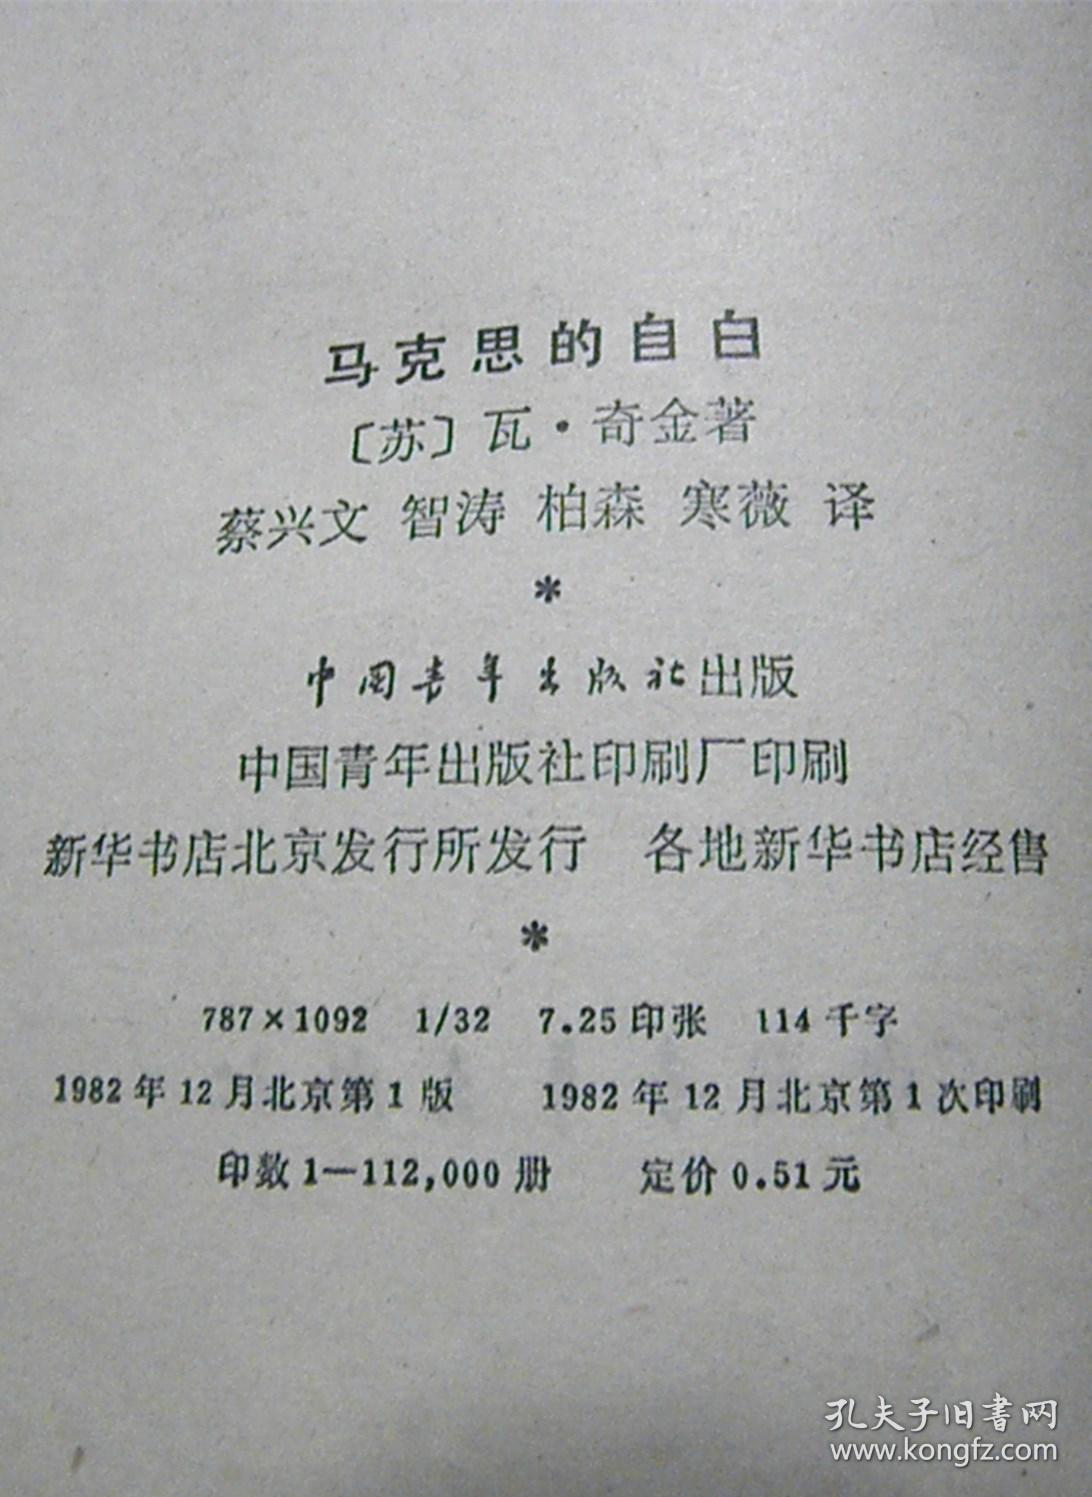 马克思的自白
〔苏〕瓦·奇金著
蔡兴文 智涛 柏森 寒薇 译
*
中国青年出版社出版
中国青年出版社印刷厂印刷
新华书店北京发行所发行 各地新华书店经售
*
787×1092 1/32 7.25印张 114千字
1982年12月北京第1版 1982年12月北京第1次印刷
印数1—112,000册 定价0.51元
孔夫子旧書网
www.kongfz.com